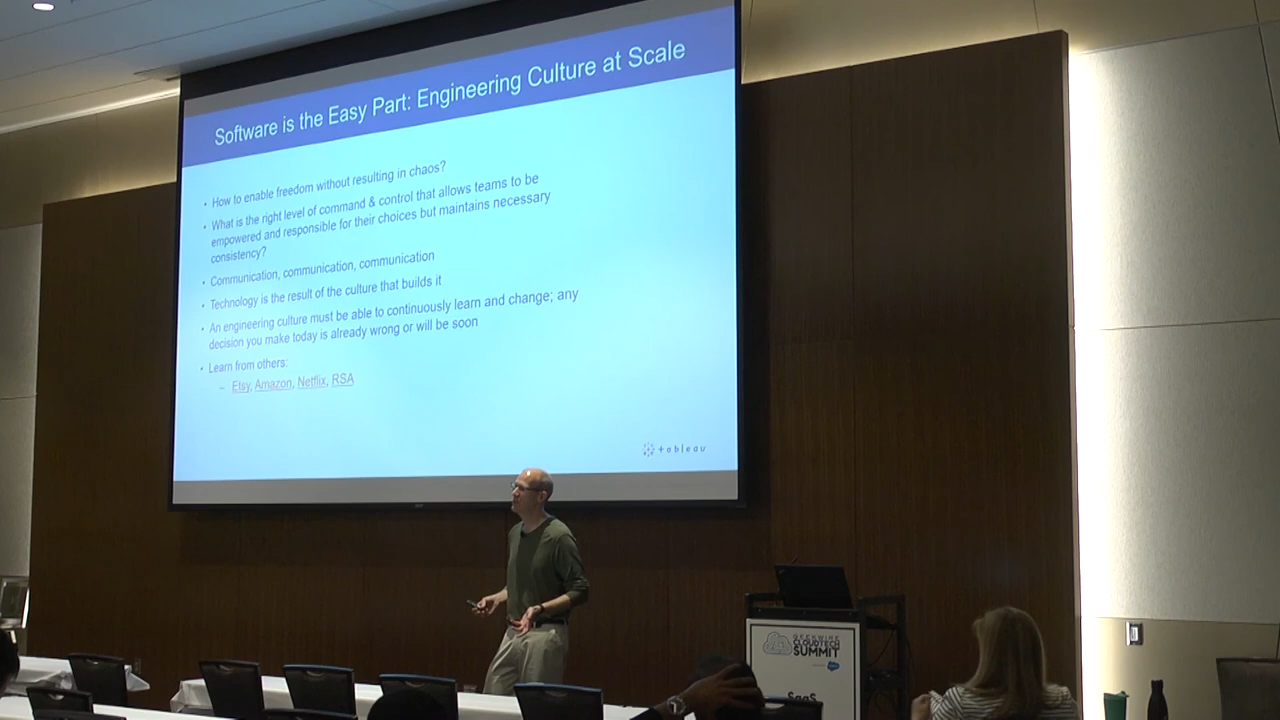 Software is the Easy Part: Engineering Culture at Scale
• How to enable freedom without resulting in chaos?
• What is the right level of command & control that allows teams to be
empowered and responsible for their choices but maintains necessary
consistency?
• Communication, communication, communication
• Technology is the result of the culture that builds it
• An engineering culture must be able to continuously learn and change; any
decision you make today is already wrong or will be soon
• Learn from others:
– Etsy, Amazon, Netflix, RSA
tableau
GEEKWIRE
CLOUDTECH
SUMMIT
SaaS